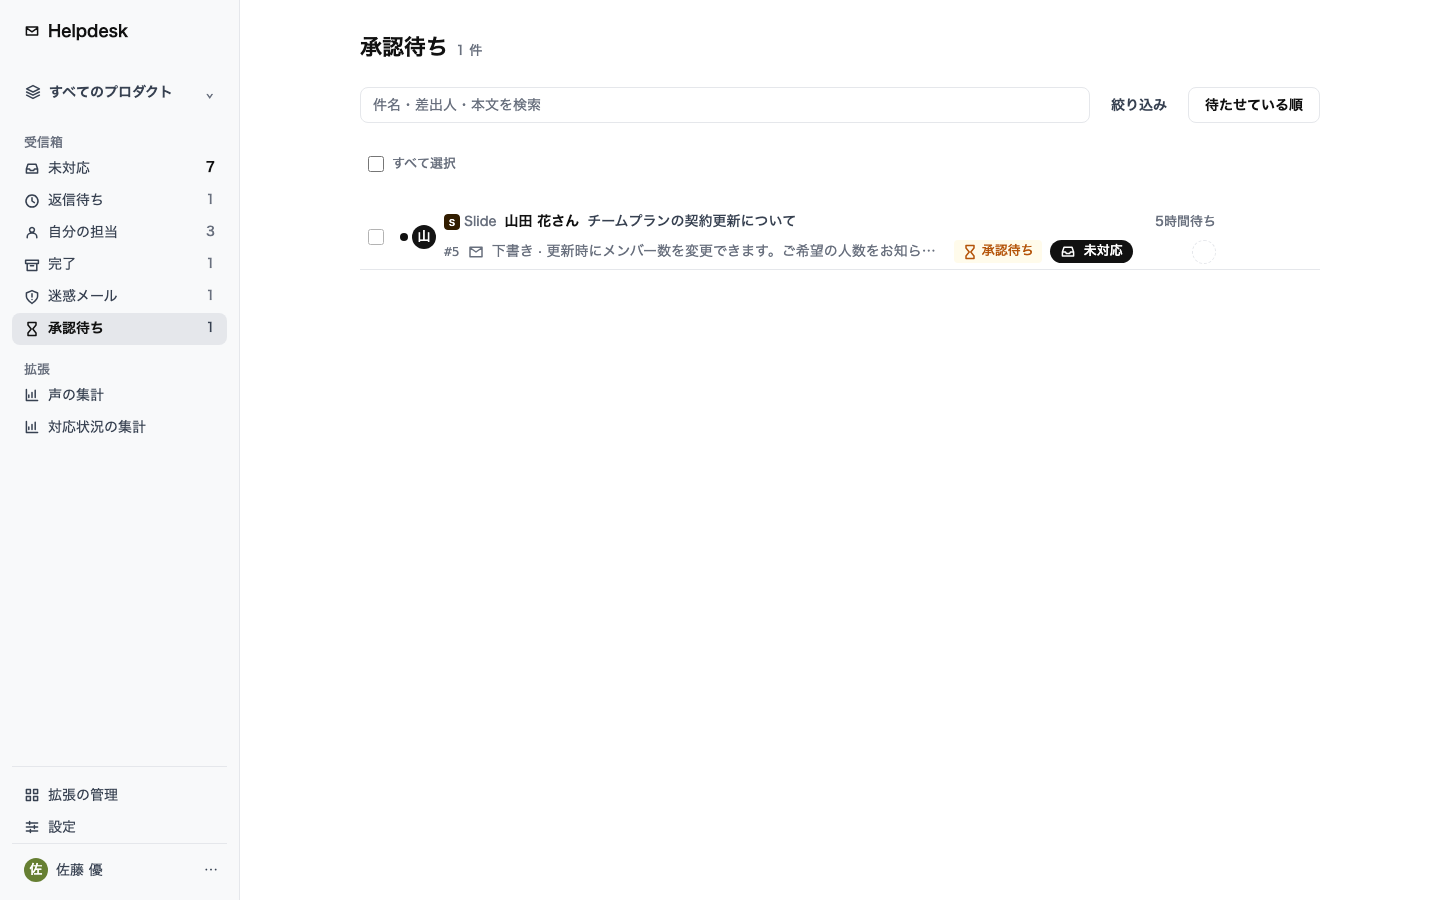 Helpdesk
すべてのプロダクト
受信箱
未対応 7
返信待ち 1
自分の担当 3
完了 1
迷惑メール 1
承認待ち 1
拡張
声の集計
対応状況の集計
拡張の管理
設定
佐 佐藤 優 …
承認待ち 1 件
件名・差出人・本文を検索 絞り込み 待たせている順
すべて選択
山 S Slide 山田 花さん チームプランの契約更新について 5時間待ち
#5 下書き · 更新時にメンバー数を変更できます。ご希望の人数をお知ら… 承認待ち 未対応